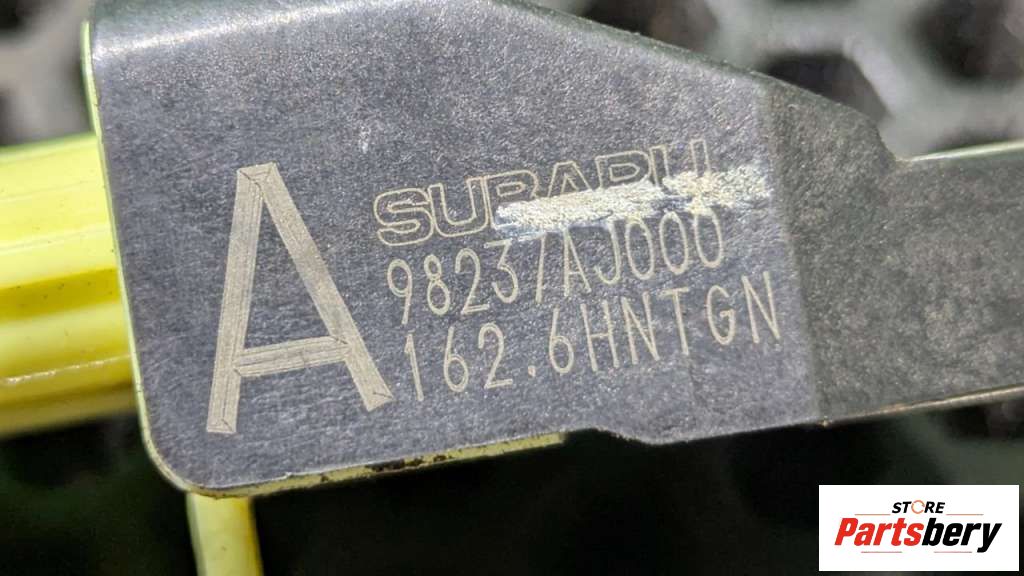 A
SUBARU
98237AJ000
162.6HNTGN
STORE
Partsbery